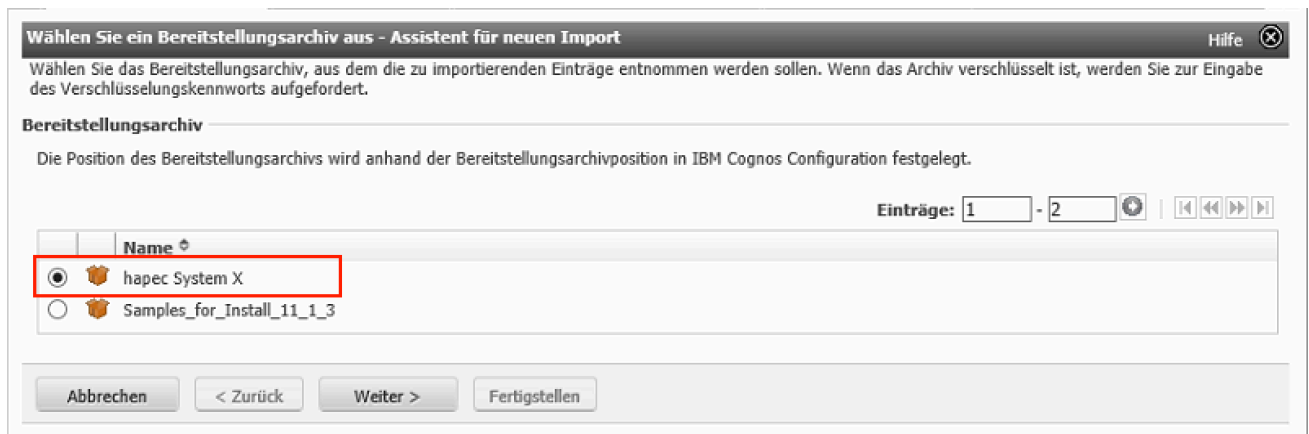 Wählen Sie ein Bereitstellungsarchiv aus - Assistent für neuen Import
Hilfe
Wählen Sie das Bereitstellungsarchiv, aus dem die zu importierenden Einträge entnommen werden sollen. Wenn das Archiv verschlüsselt ist, werden Sie zur Eingabe
des Verschlüsselungskennworts aufgefordert.
Bereitstellungsarchiv
Die Position des Bereitstellungsarchivs wird anhand der Bereitstellungsarchivposition in IBM Cognos Configuration festgelegt.
Einträge: 1 - 2
Name
hapec System X
Samples_for_Install_11_1_3
Abbrechen < Zurück Weiter > Fertigstellen